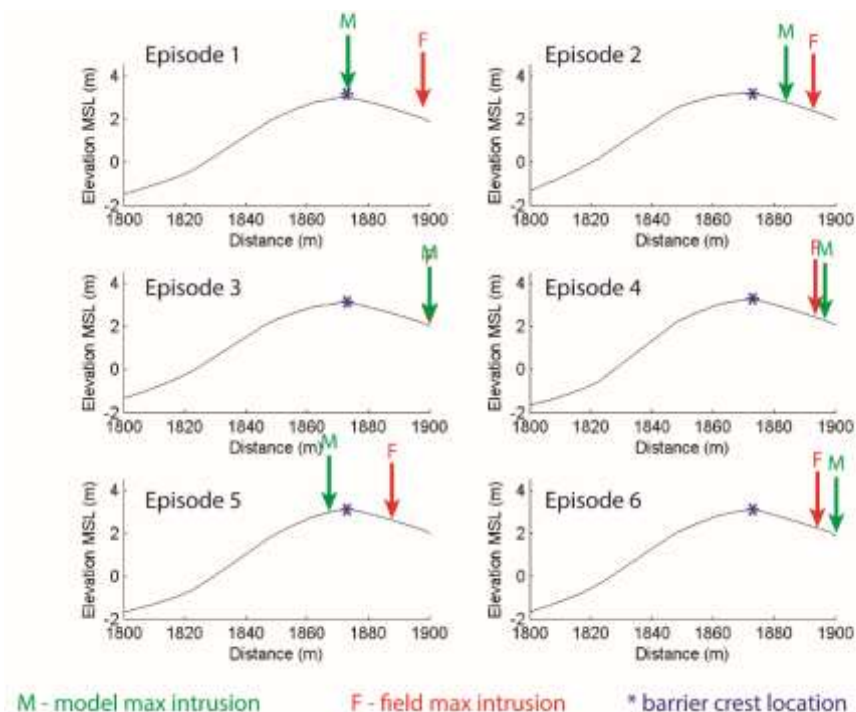 M
F
Episode 1
Elevation MSL (m)
4
2
0
-2
1800 1820 1840 1860 1880 1900
Distance (m)
M
F
Episode 2
Elevation MSL (m)
4
2
0
-2
1800 1820 1840 1860 1880 1900
Distance (m)
M
F
Episode 3
Elevation MSL (m)
4
2
0
-2
1800 1820 1840 1860 1880 1900
Distance (m)
F
M
Episode 4
Elevation MSL (m)
4
2
0
-2
1800 1820 1840 1860 1880 1900
Distance (m)
M
F
Episode 5
Elevation MSL (m)
4
2
0
-2
1800 1820 1840 1860 1880 1900
Distance (m)
F
M
Episode 6
Elevation MSL (m)
4
2
0
-2
1800 1820 1840 1860 1880 1900
Distance (m)
M - model max intrusion F - field max intrusion * barrier crest location